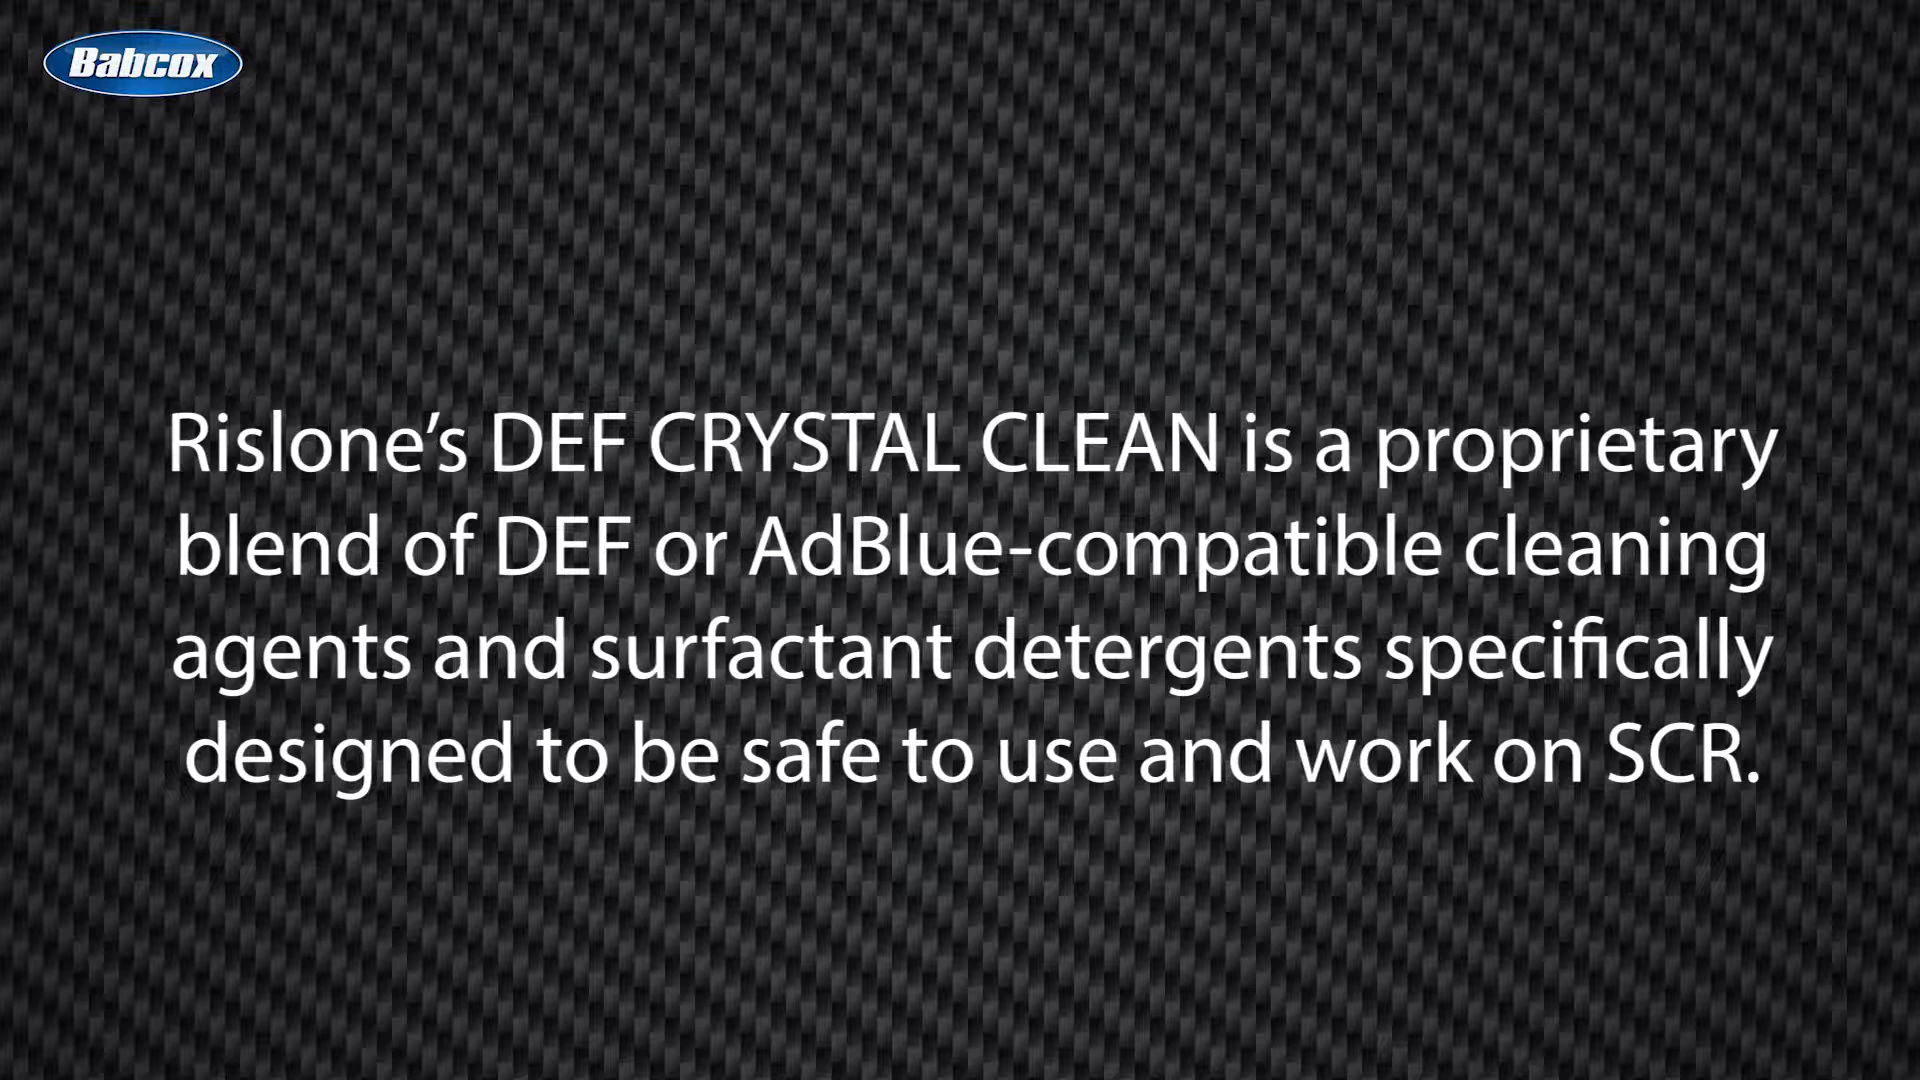 Babcox
Rislone’s DEF CRYSTAL CLEAN is a proprietary
blend of DEF or AdBlue-compatible cleaning
agents and surfactant detergents specifically
designed to be safe to use and work on SCR.